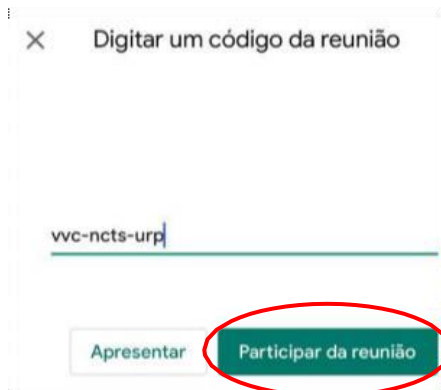 Digitar um código da reunião
vvc-ncts-urp
Apresentar
Participar da reunião